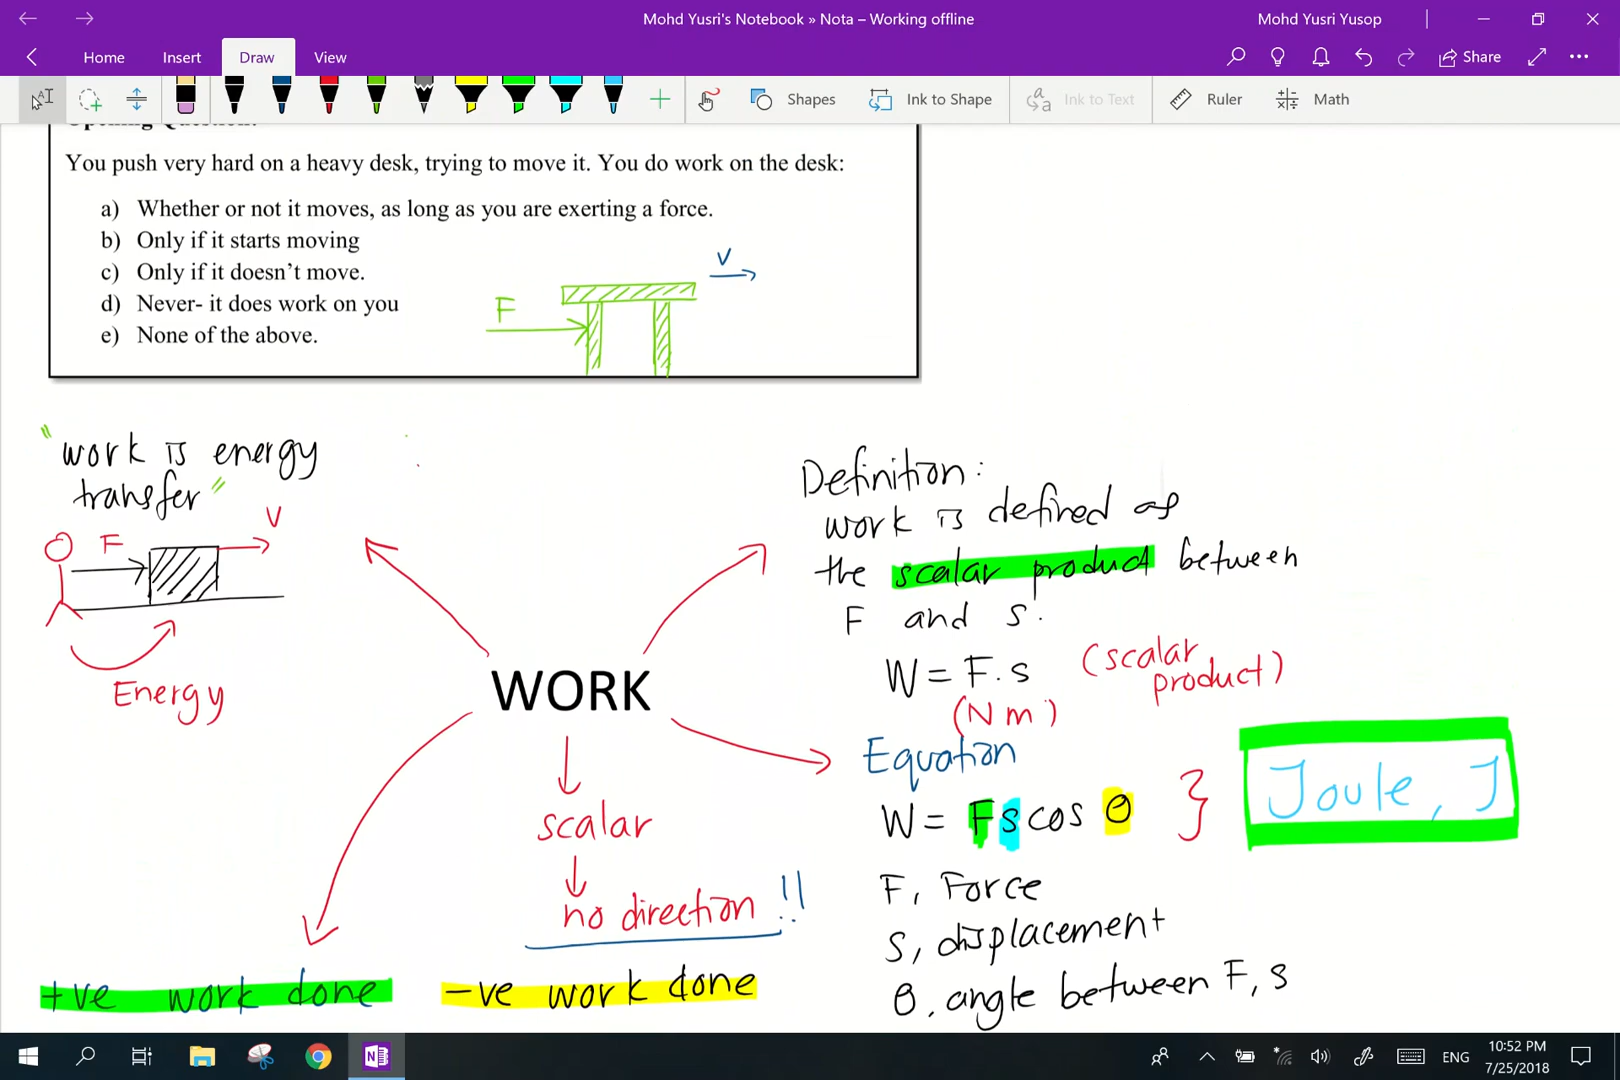 Mohd Yusri's Notebook » Nota – Working offline
Mohd Yusri Yusop
Home Insert Draw View
Share
Shapes Ink to Shape Ink to Text Ruler Math
Opening Question:
You push very hard on a heavy desk, trying to move it. You do work on the desk:
a) Whether or not it moves, as long as you are exerting a force.
b) Only if it starts moving
c) Only if it doesn't move.
d) Never- it does work on you
e) None of the above.
F
V
"work is energy
transfer"
F
V
Energy
WORK
scalar
no direction !!
+ve work done
-ve work done
Definition:
work is defined as
the scalar product between
F and s.
W = F.s (scalar product)
(Nm)
Equation
W = Fs cos θ } Joule, J
F, Force
S, displacement
θ, angle between F, s
ENG
10:52 PM
7/25/2018